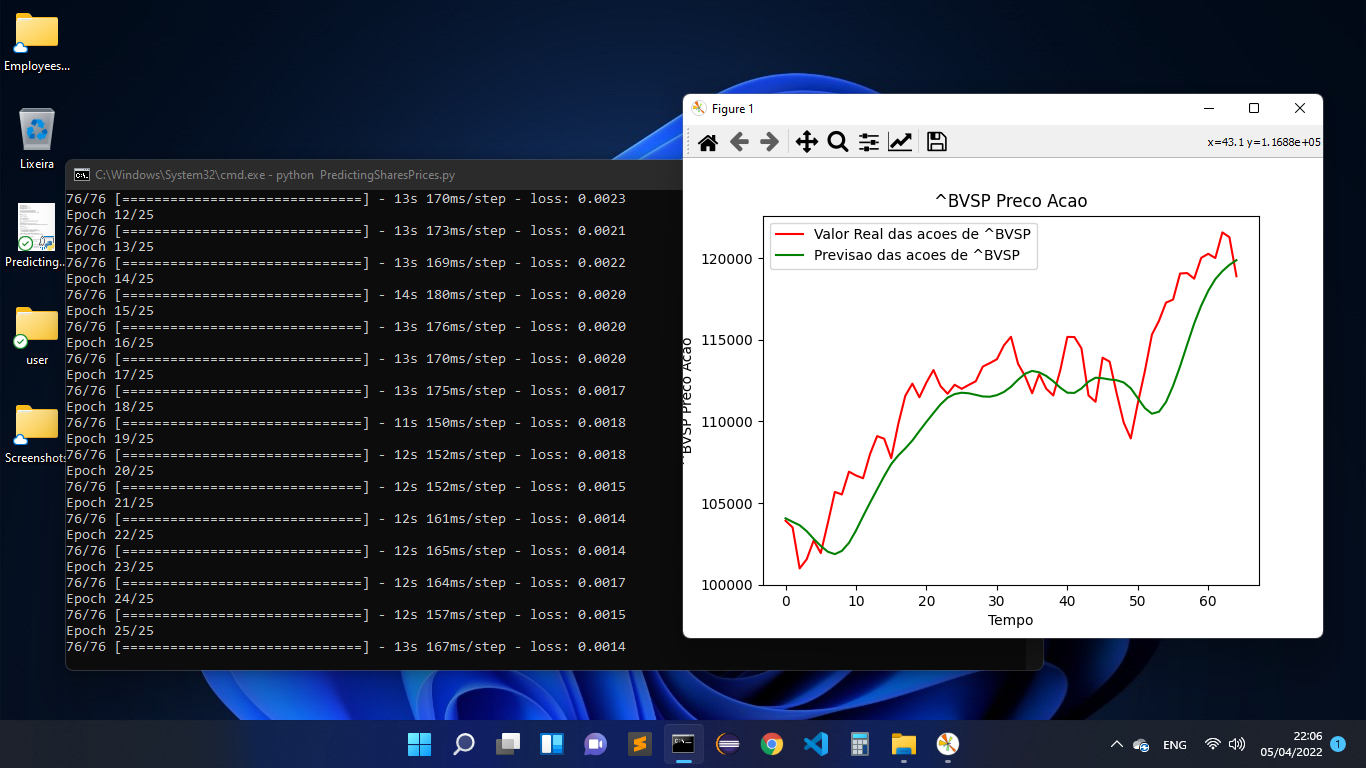 Employees...
Lixeira
Predicting...
user
Screenshots
C:\Windows\System32\cmd.exe - python  PredictingSharesPrices.py
76/76 [==============================] - 13s 170ms/step - loss: 0.0023
Epoch 12/25
76/76 [==============================] - 13s 173ms/step - loss: 0.0021
Epoch 13/25
76/76 [==============================] - 13s 169ms/step - loss: 0.0022
Epoch 14/25
76/76 [==============================] - 14s 180ms/step - loss: 0.0020
Epoch 15/25
76/76 [==============================] - 13s 176ms/step - loss: 0.0020
Epoch 16/25
76/76 [==============================] - 13s 170ms/step - loss: 0.0020
Epoch 17/25
76/76 [==============================] - 13s 175ms/step - loss: 0.0017
Epoch 18/25
76/76 [==============================] - 11s 150ms/step - loss: 0.0018
Epoch 19/25
76/76 [==============================] - 12s 152ms/step - loss: 0.0018
Epoch 20/25
76/76 [==============================] - 12s 152ms/step - loss: 0.0015
Epoch 21/25
76/76 [==============================] - 12s 161ms/step - loss: 0.0014
Epoch 22/25
76/76 [==============================] - 12s 165ms/step - loss: 0.0014
Epoch 23/25
76/76 [==============================] - 12s 164ms/step - loss: 0.0017
Epoch 24/25
76/76 [==============================] - 12s 157ms/step - loss: 0.0015
Epoch 25/25
76/76 [==============================] - 13s 167ms/step - loss: 0.0014
Figure 1
x=43.1 y=1.1688e+05
^BVSP Preco Acao
Valor Real das acoes de ^BVSP
Previsao das acoes de ^BVSP
120000
115000
110000
105000
100000
^BVSP Preco Acao
0 10 20 30 40 50 60
Tempo
ENG
22:06
05/04/2022
1